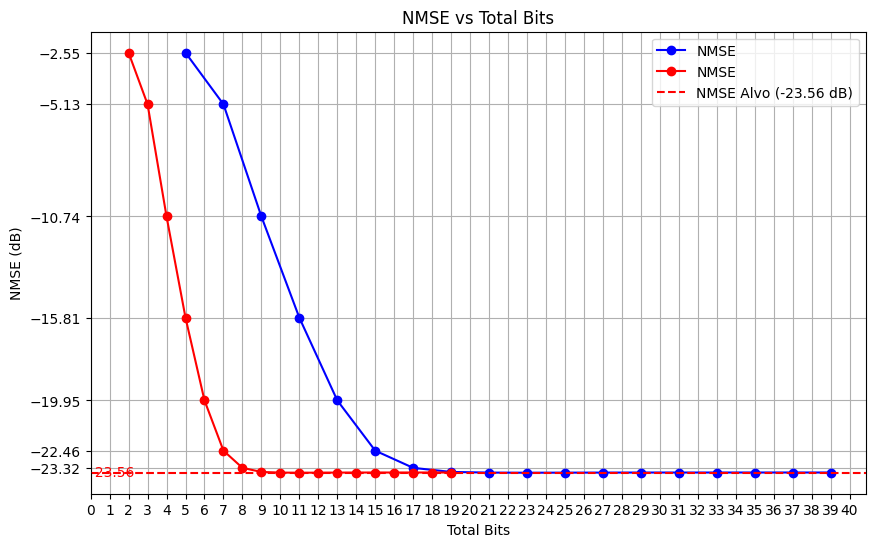 NMSE vs Total Bits
NMSE
NMSE
NMSE Alvo (-23.56 dB)
NMSE (dB)
−2.55
−5.13
−10.74
−15.81
−19.95
−22.46
−23.32
-23.56
0 1 2 3 4 5 6 7 8 9 10 11 12 13 14 15 16 17 18 19 20 21 22 23 24 25 26 27 28 29 30 31 32 33 34 35 36 37 38 39 40
Total Bits